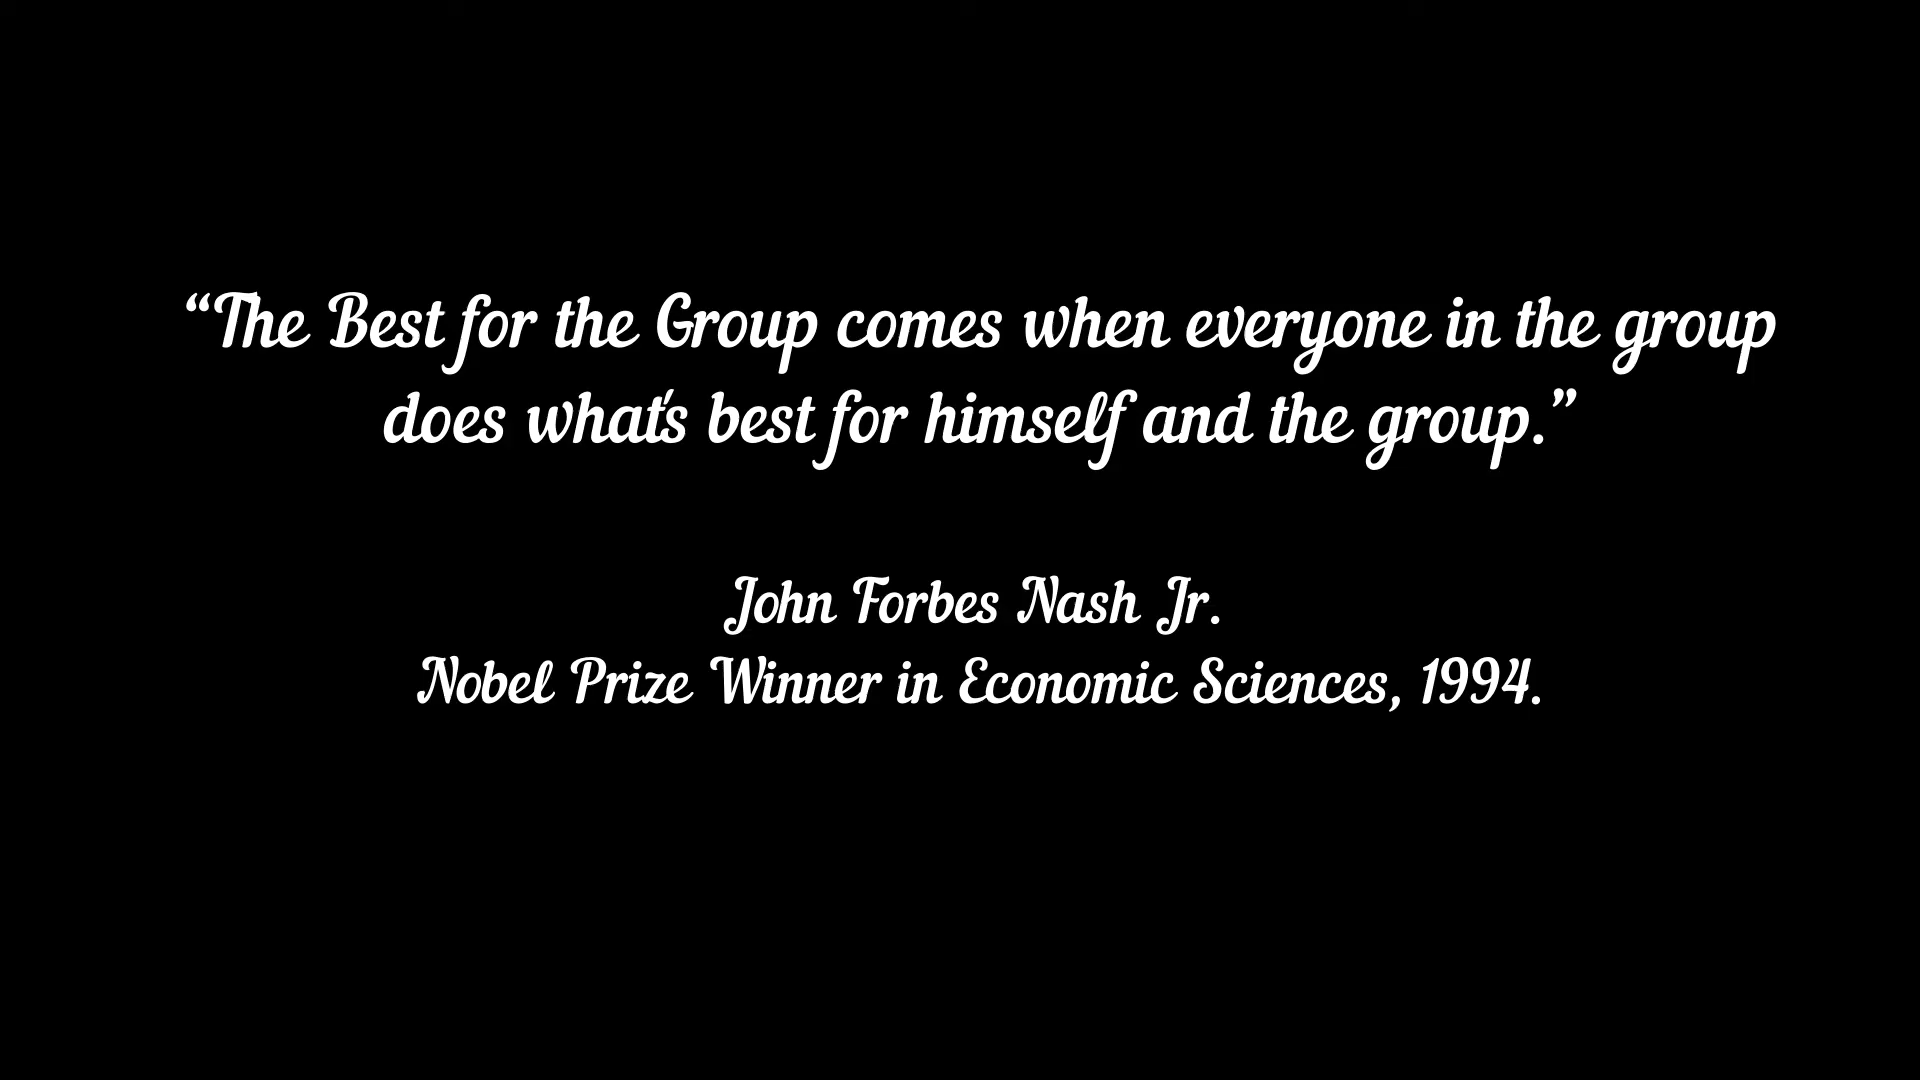 “The Best for the Group comes when everyone in the group
does what's best for himself and the group.”
John Forbes Nash Jr.
Nobel Prize Winner in Economic Sciences, 1994.